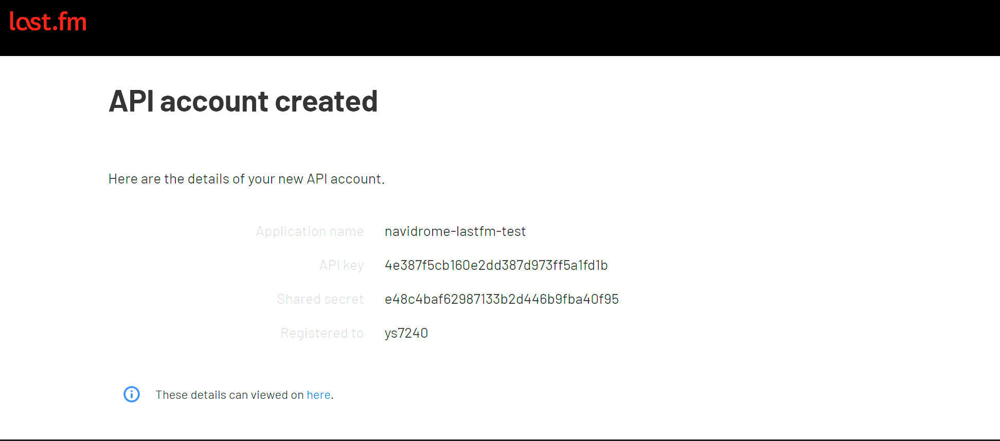 last.fm
API account created
Here are the details of your new API account.
Application name navidrome-lastfm-test
API key 4e387f5cb160e2dd387d973ff5a1fd1b
Shared secret e48c4baf62987133b2d446b9fba40f95
Registered to ys7240
These details can viewed on here.